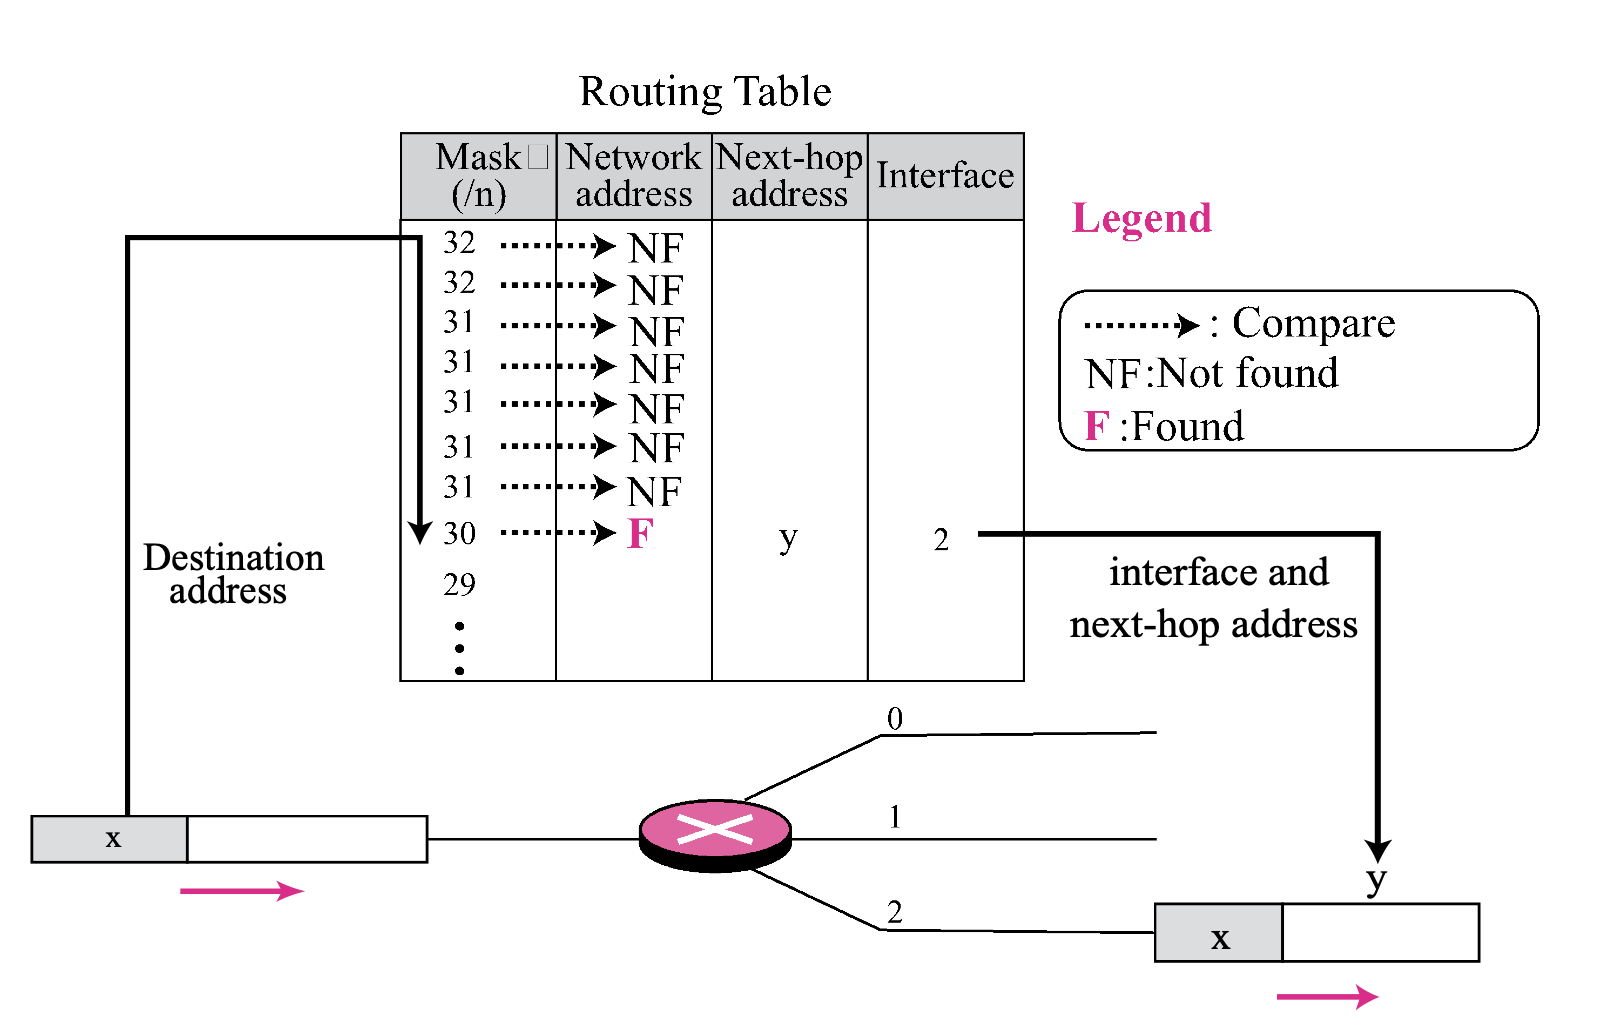 Routing Table
Mask□ Network Next-hop Interface
(/n) address address
32 NF
32 NF
31 NF
31 NF
31 NF
31 NF
31 NF
30 F y 2
29
Legend
: Compare
NF:Not found
F :Found
Destination
address
interface and
next-hop address
0
1
2
x
y
x